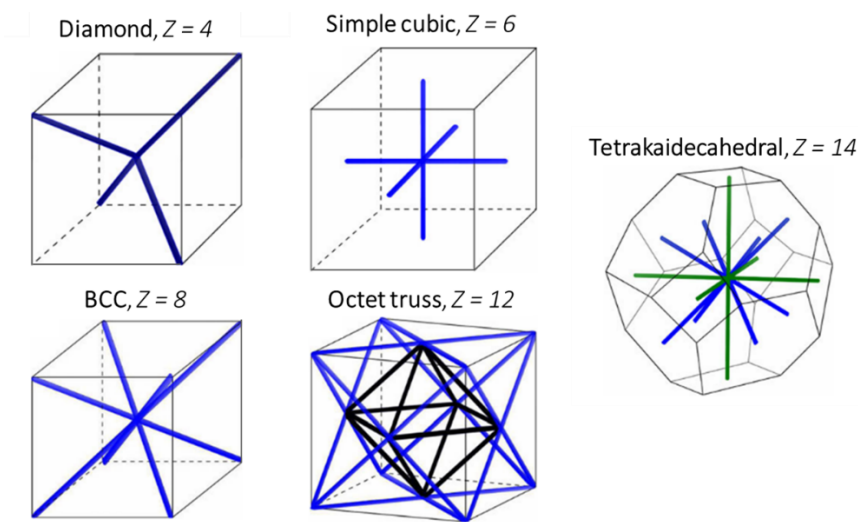 Diamond, Z = 4
Simple cubic, Z = 6
Tetrakaidecahedral, Z = 14
BCC, Z = 8
Octet truss, Z = 12